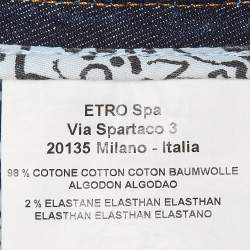 ETRO Spa
Via Spartaco 3
20135 Milano - Italia
98 % COTONE COTTON COTON BAUMWOLLE
ALGODON ALGODAO
2 % ELASTANE ELASTHAN ELASTHAN
ELASTHAN ELASTHAN ELASTANO